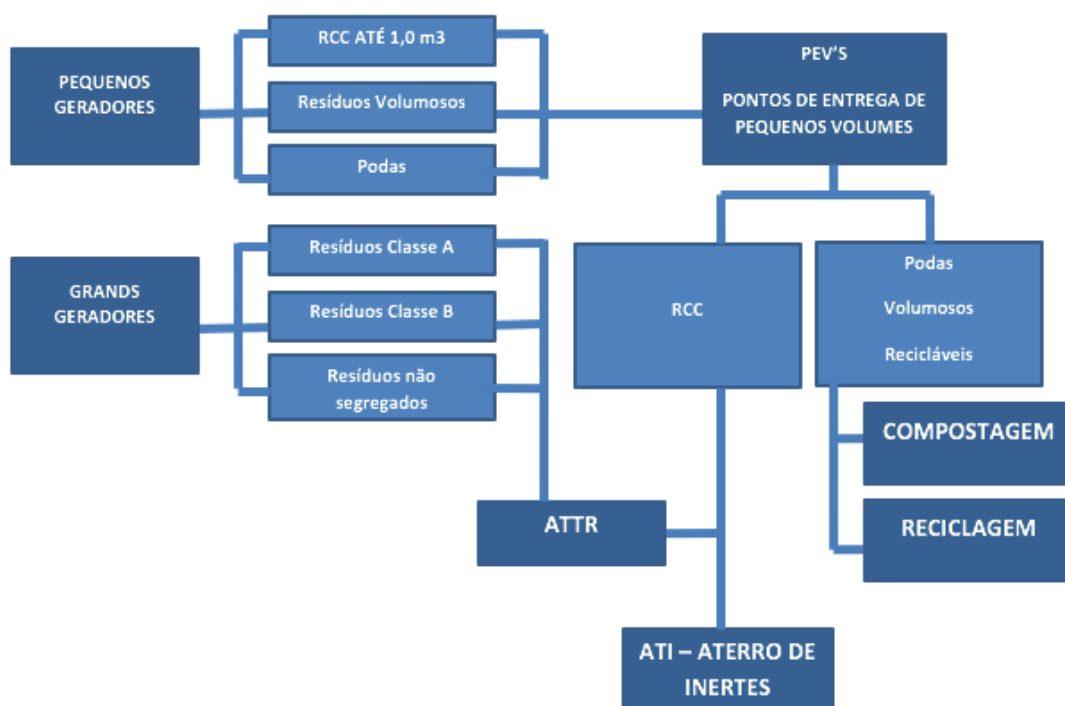 PEQUENOS
GERADORES
RCC ATÉ 1,0 m3
Resíduos Volumosos
Podas
PEV'S
PONTOS DE ENTREGA DE
PEQUENOS VOLUMES
GRANDS
GERADORES
Resíduos Classe A
Resíduos Classe B
Resíduos não
segregados
RCC
Podas
Volumosos
Recicláveis
COMPOSTAGEM
RECICLAGEM
ATTR
ATI – ATERRO DE
INERTES